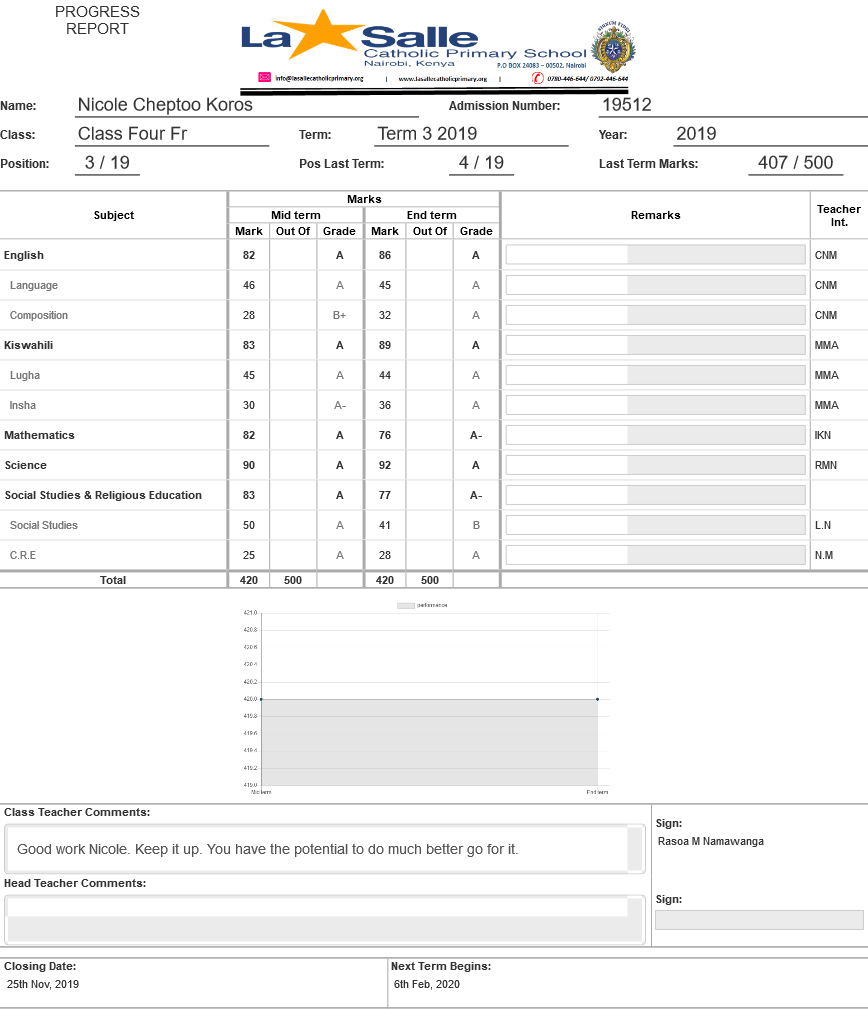 PROGRESS
REPORT
La Salle
Catholic Primary School
Nairobi, Kenya
P.O BOX 24083 – 00502, Nairobi
info@lasallecatholicprimary.org | www.lasallecatholicprimary.org | 0780-446-644/ 0792-446-644
Name: Nicole Cheptoo Koros Admission Number: 19512
Class: Class Four Fr Term: Term 3 2019 Year: 2019
Position: 3 / 19 Pos Last Term: 4 / 19 Last Term Marks: 407 / 500
Subject Marks Remarks Teacher Int.
Mid term End term
Mark Out Of Grade Mark Out Of Grade
English 82 A 86 A CNM
Language 46 A 45 A CNM
Composition 28 B+ 32 A CNM
Kiswahili 83 A 89 A MMA
Lugha 45 A 44 A MMA
Insha 30 A- 36 A MMA
Mathematics 82 A 76 A- IKN
Science 90 A 92 A RMN
Social Studies & Religious Education 83 A 77 A-
Social Studies 50 A 41 B L.N
C.R.E 25 A 28 A N.M
Total 420 500 420 500
performance
421.0
420.8
420.6
420.4
420.2
420.0
419.8
419.6
419.4
419.2
419.0
Mid term End term
Class Teacher Comments:
Sign:
Good work Nicole. Keep it up. You have the potential to do much better go for it.
Rasoa M Namawanga
Head Teacher Comments:
Sign:
Closing Date: Next Term Begins:
25th Nov, 2019 6th Feb, 2020